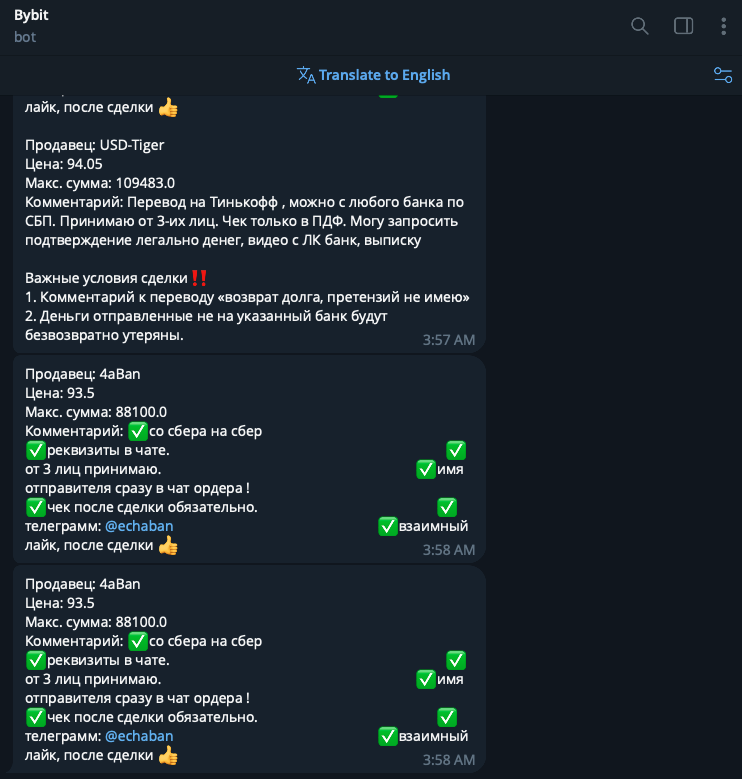 Bybit
bot
Translate to English
лайк, после сделки 👍
Продавец: USD-Tiger
Цена: 94.05
Макс. сумма: 109483.0
Комментарий: Перевод на Тинькофф , можно с любого банка по
СБП. Принимаю от 3-их лиц. Чек только в ПДФ. Могу запросить
подтверждение легально денег, видео с ЛК банк, выписку
Важные условия сделки‼️
1. Комментарий к переводу «возврат долга, претензий не имею»
2. Деньги отправленные не на указанный банк будут
безвозвратно утеряны.
3:57 AM
Продавец: 4aBan
Цена: 93.5
Макс. сумма: 88100.0
Комментарий: ✅со сбера на сбер
✅реквизиты в чате. ✅
от 3 лиц принимаю. ✅имя
отправителя сразу в чат ордера !
✅чек после сделки обязательно. ✅
телеграмм: @echaban ✅взаимный
лайк, после сделки 👍
3:58 AM
Продавец: 4aBan
Цена: 93.5
Макс. сумма: 88100.0
Комментарий: ✅со сбера на сбер
✅реквизиты в чате. ✅
от 3 лиц принимаю. ✅имя
отправителя сразу в чат ордера !
✅чек после сделки обязательно. ✅
телеграмм: @echaban ✅взаимный
лайк, после сделки 👍
3:58 AM